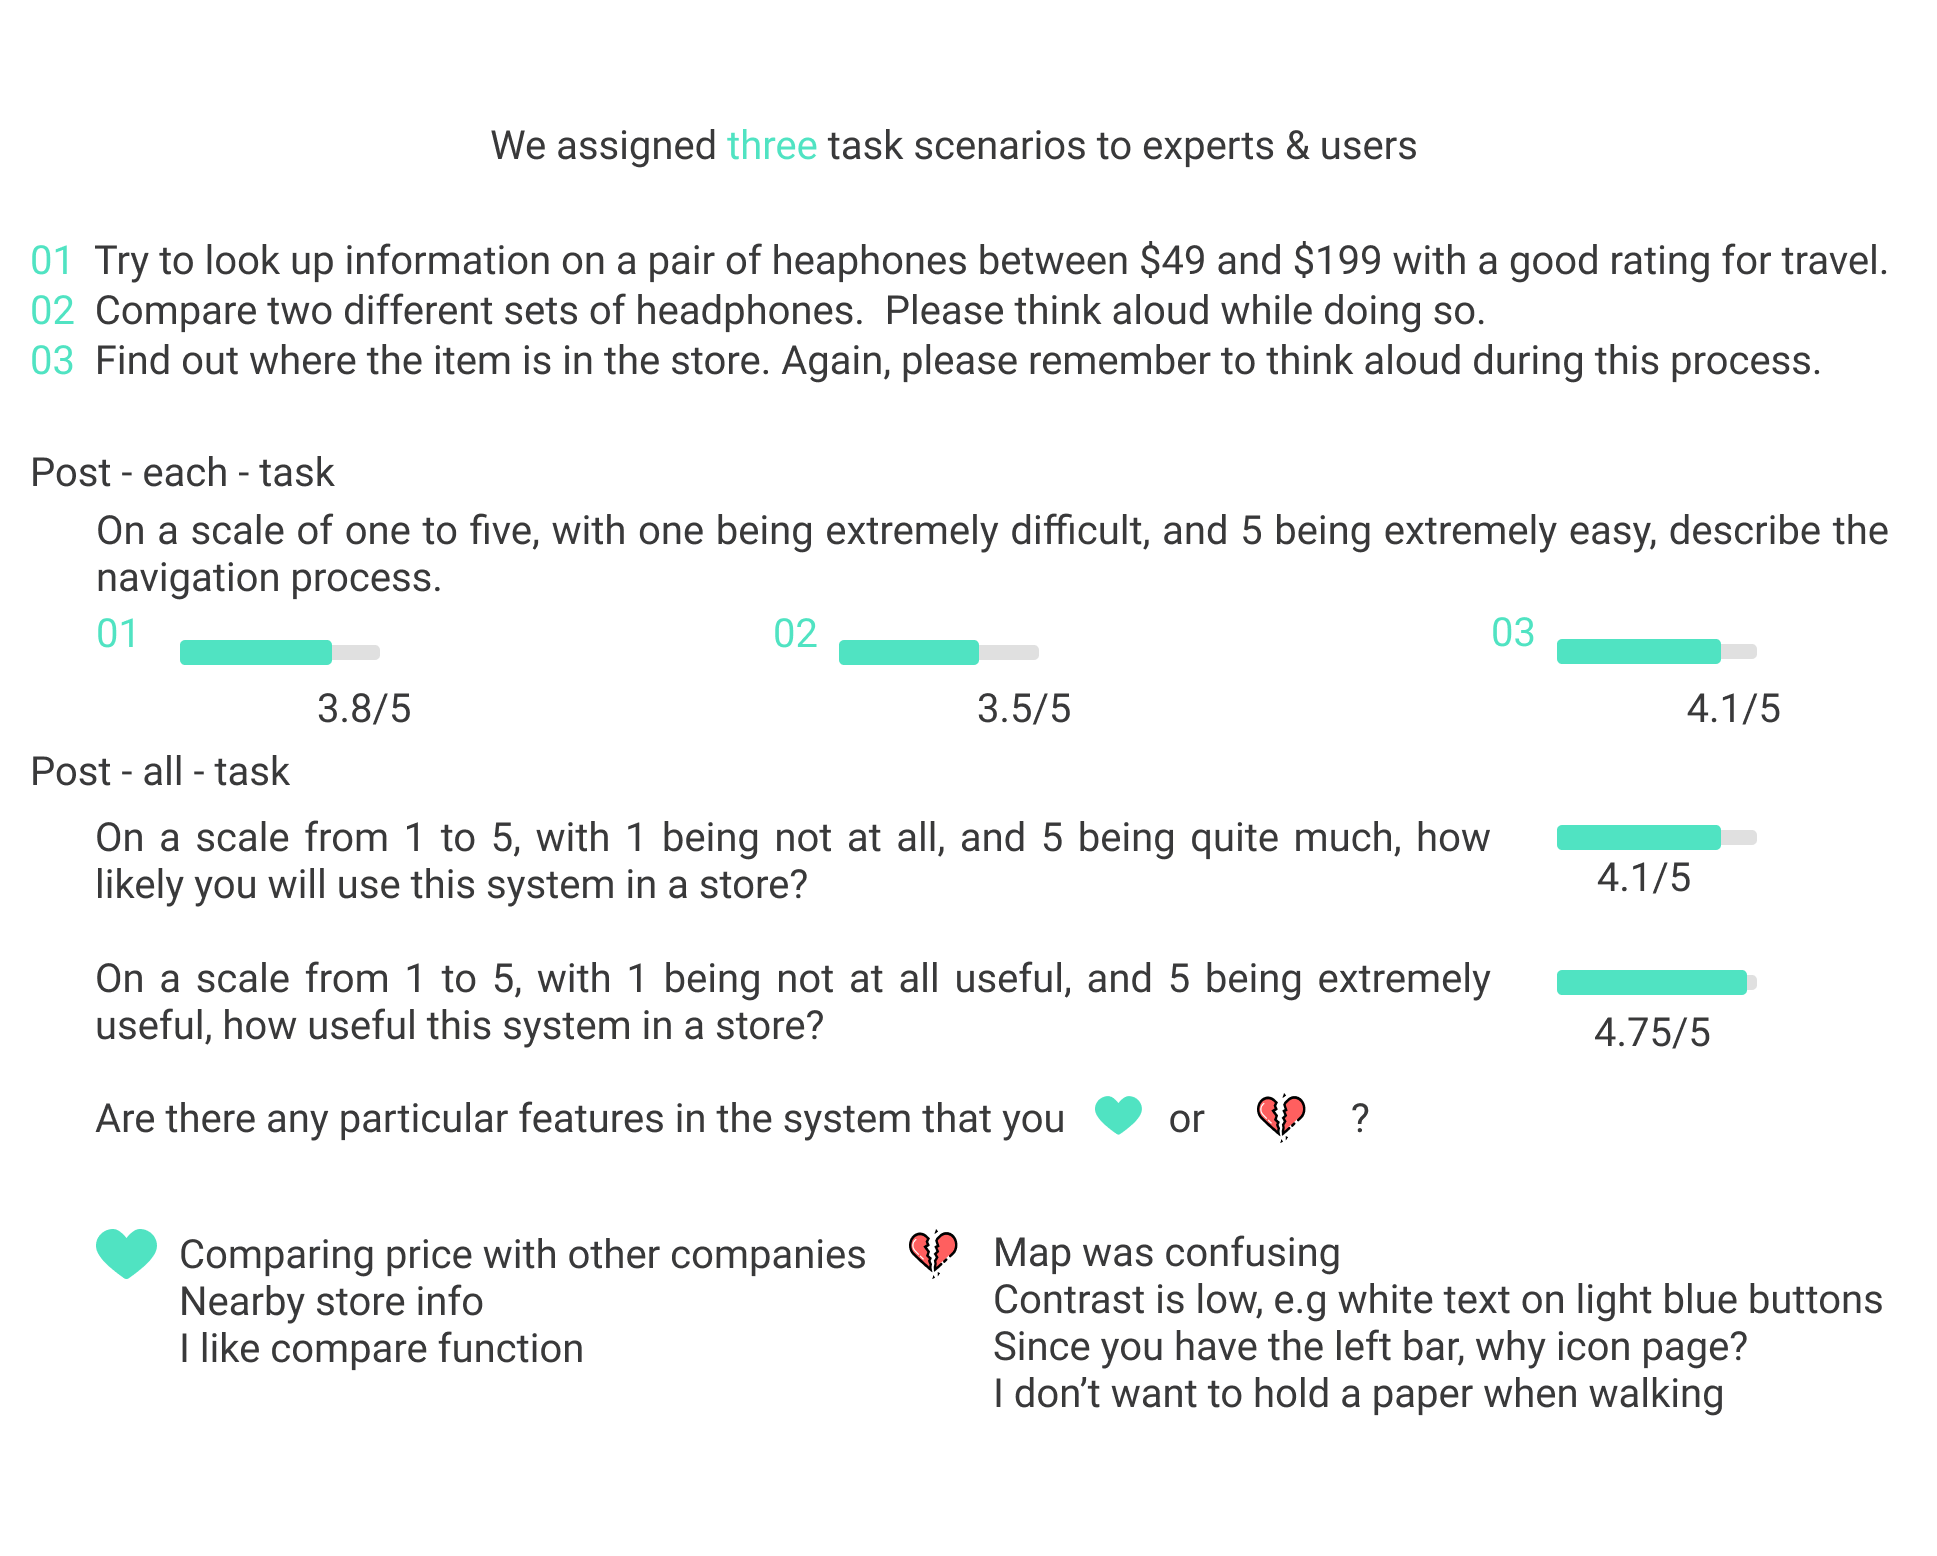 We assigned three task scenarios to experts & users
01 Try to look up information on a pair of heaphones between $49 and $199 with a good rating for travel.
02 Compare two different sets of headphones.  Please think aloud while doing so.
03 Find out where the item is in the store. Again, please remember to think aloud during this process.
Post - each - task
On a scale of one to five, with one being extremely difficult, and 5 being extremely easy, describe the
navigation process.
01 02 03
3.8/5 3.5/5 4.1/5
Post - all - task
On a scale from 1 to 5, with 1 being not at all, and 5 being quite much, how
likely you will use this system in a store?
4.1/5
On a scale from 1 to 5, with 1 being not at all useful, and 5 being extremely
useful, how useful this system in a store?
4.75/5
Are there any particular features in the system that you or ?
Comparing price with other companies
Nearby store info
I like compare function
Map was confusing
Contrast is low, e.g white text on light blue buttons
Since you have the left bar, why icon page?
I don’t want to hold a paper when walking